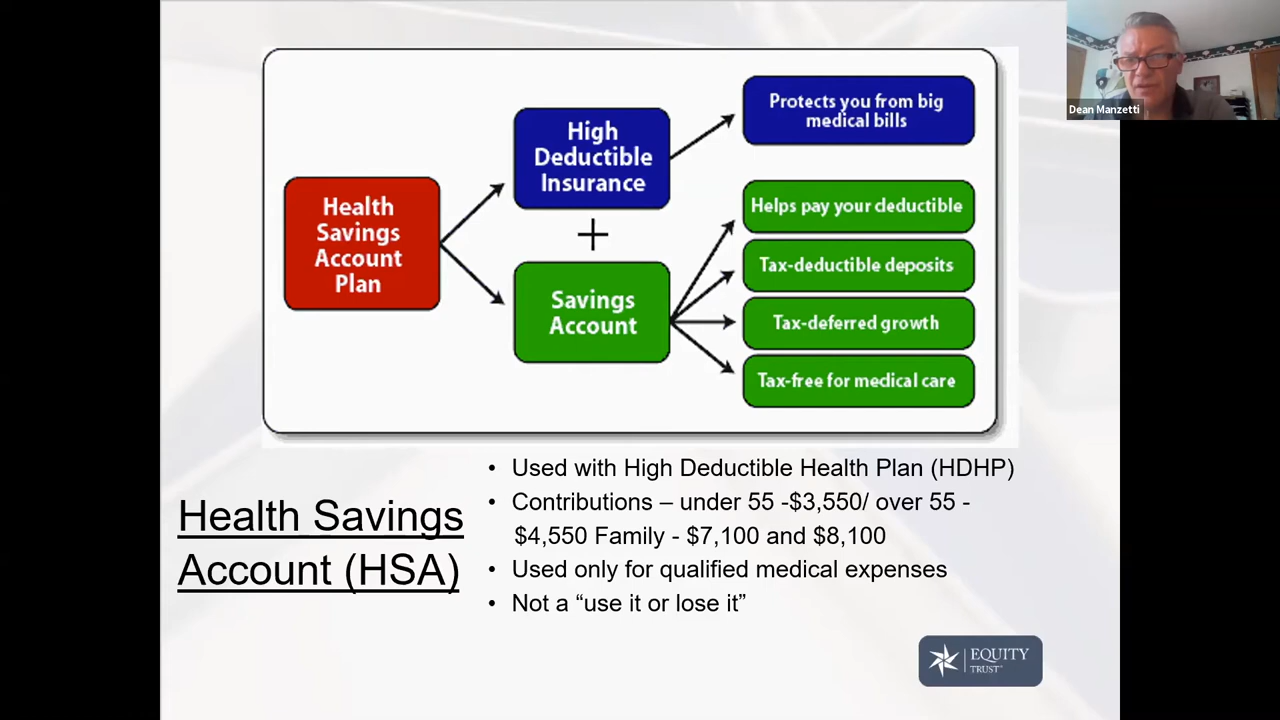 Dean Manzetti
Health
Savings
Account
Plan
High
Deductible
Insurance
+
Savings
Account
Protects you from big
medical bills
Helps pay your deductible
Tax-deductible deposits
Tax-deferred growth
Tax-free for medical care
Health Savings
Account (HSA)
• Used with High Deductible Health Plan (HDHP)
• Contributions – under 55 -$3,550/ over 55 -
$4,550 Family - $7,100 and $8,100
• Used only for qualified medical expenses
• Not a “use it or lose it”
EQUITY
TRUST